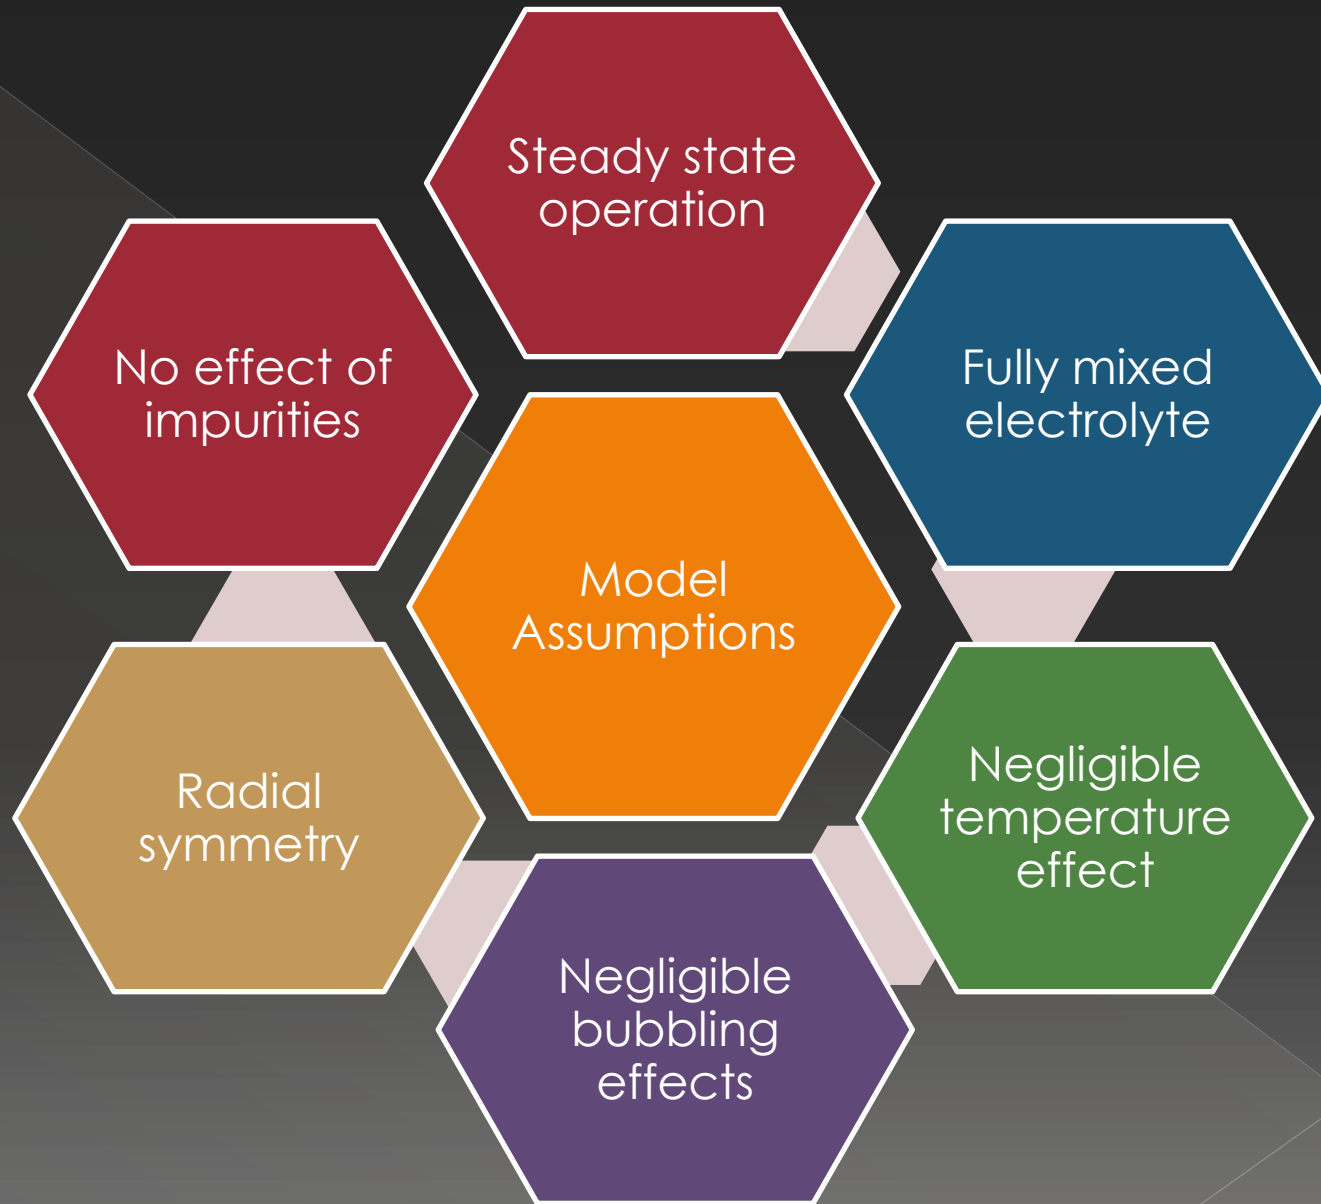 Steady state
operation
No effect of
impurities
Fully mixed
electrolyte
Model
Assumptions
Radial
symmetry
Negligible
temperature
effect
Negligible
bubbling
effects